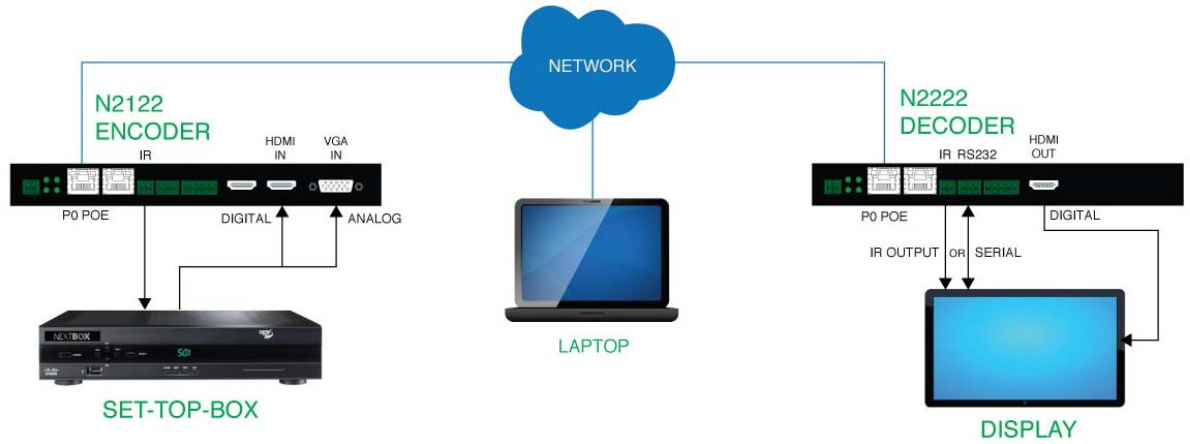 NETWORK
N2122
ENCODER
IR
HDMI
IN
VGA
IN
P0 POE
DIGITAL
ANALOG
NEXTBOX
501
SET-TOP-BOX
LAPTOP
N2222
DECODER
IR RS232
HDMI
OUT
P0 POE
DIGITAL
IR OUTPUT OR SERIAL
DISPLAY